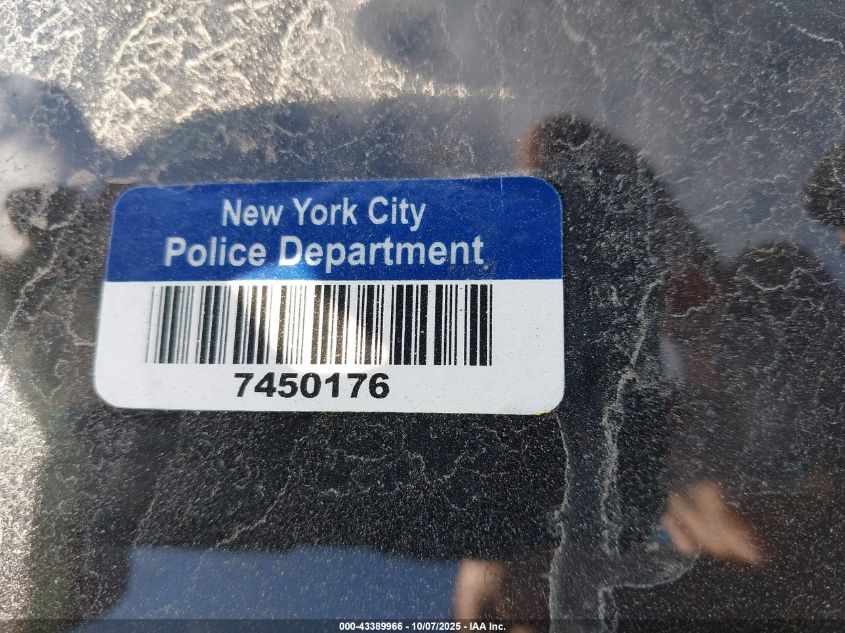 New York City
Police Department
7450176
000-43389966 - 10/07/2025 - IAA Inc.